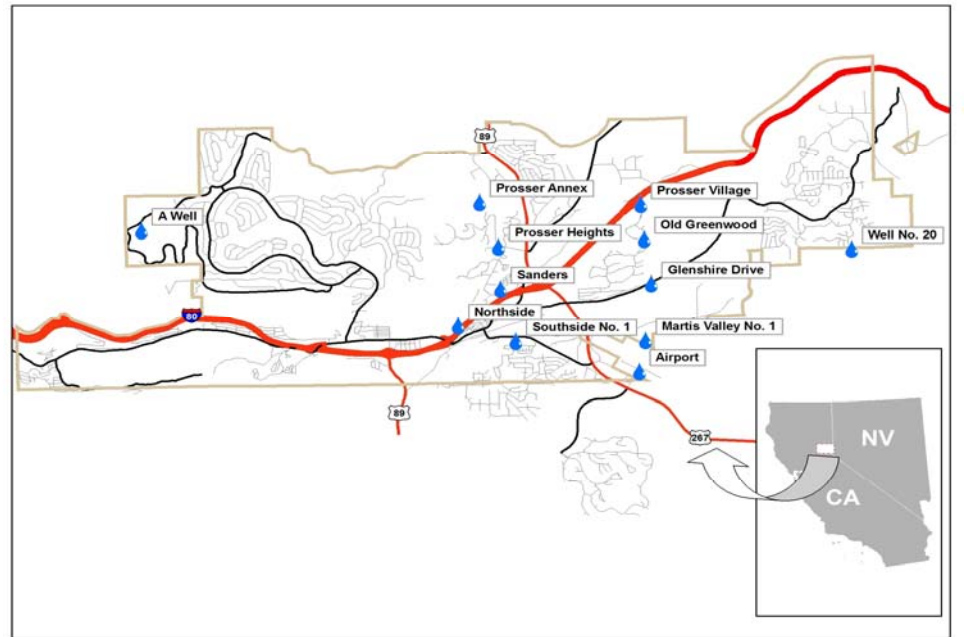 89
Prosser Annex
Prosser Village
A Well
Old Greenwood
Prosser Heights
Well No. 20
Sanders
Glenshire Drive
80
Northside
Southside No. 1
Martis Valley No. 1
Airport
89
267
NV
CA